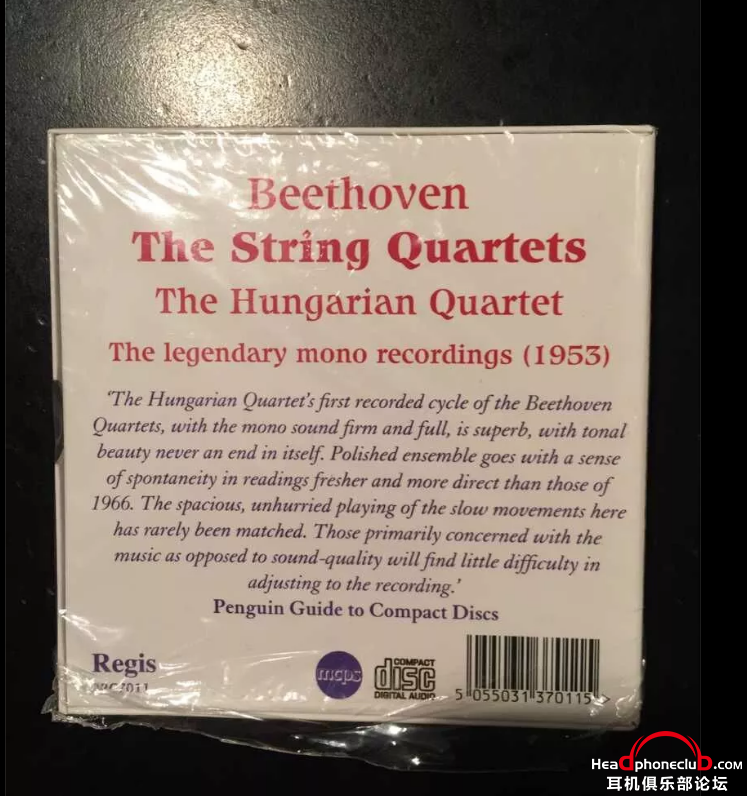 Beethoven
The String Quartets
The Hungarian Quartet
The legendary mono recordings (1953)
‘The Hungarian Quartet's first recorded cycle of the Beethoven
Quartets, with the mono sound firm and full, is superb, with tonal
beauty never an end in itself. Polished ensemble goes with a sense
of spontaneity in readings fresher and more direct than those of
1966. The spacious, unhurried playing of the slow movements here
has rarely been matched. Those primarily concerned with the
music as opposed to sound-quality will find little difficulty in
adjusting to the recording.’
Penguin Guide to Compact Discs
Regis
mcps
COMPACT
disc
DIGITAL AUDIO
5 055031 370115 >
Headphoneclub.com
耳机俱乐部论坛